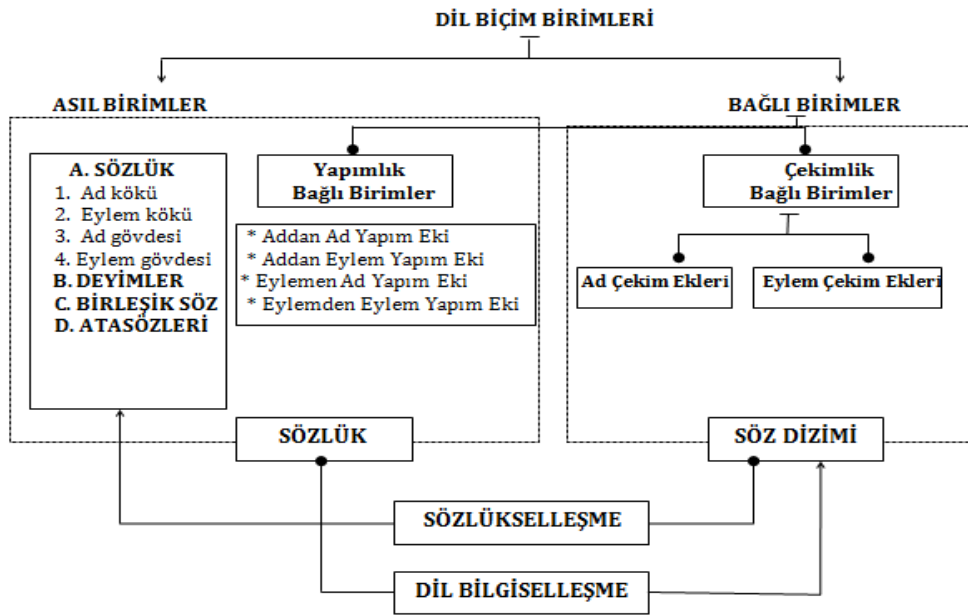 DİL BİÇİM BİRİMLERİ
ASIL BİRİMLER
BAĞLI BİRİMLER
A. SÖZLÜK
1. Ad kökü
2. Eylem kökü
3. Ad gövdesi
4. Eylem gövdesi
B. DEYİMLER
C. BİRLEŞİK SÖZ
D. ATASÖZLERİ
Yapımlık
Bağlı Birimler
* Addan Ad Yapım Eki
* Addan Eylem Yapım Eki
* Eylemen Ad Yapım Eki
* Eylemden Eylem Yapım Eki
Çekimlik
Bağlı Birimler
Ad Çekim Ekleri
Eylem Çekim Ekleri
SÖZLÜK
SÖZ DİZİMİ
SÖZLÜKSELLEŞME
DİL BİLGİSELLEŞME